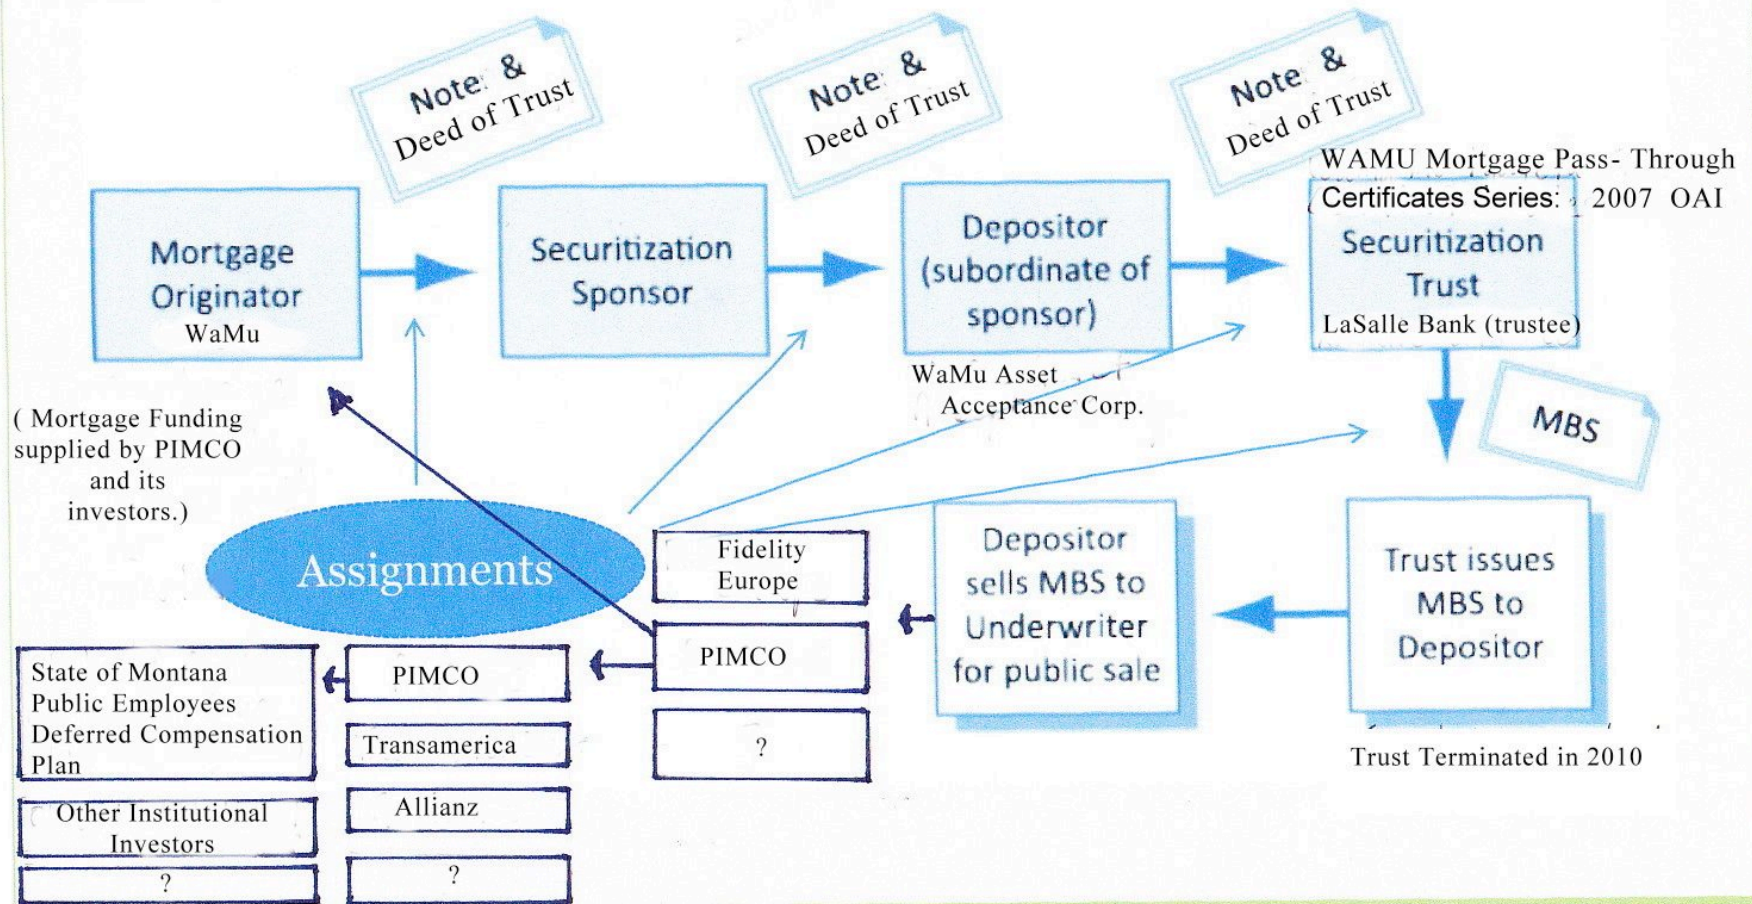 Note: &
Deed of Trust
Note: &
Deed of Trust
Note: &
Deed of Trust
WAMU Mortgage Pass- Through
Certificates Series: 2007 OAI
Mortgage
Originator
WaMu
Securitization
Sponsor
Depositor
(subordinate of
sponsor)
Securitization
Trust
LaSalle Bank (trustee)
WaMu Asset
Acceptance Corp.
( Mortgage Funding
supplied by PIMCO
and its
investors.)
MBS
Assignments
Fidelity
Europe
PIMCO
?
Depositor
sells MBS to
Underwriter
for public sale
Trust issues
MBS to
Depositor
Trust Terminated in 2010
State of Montana
Public Employees
Deferred Compensation
Plan
Other Institutional
Investors
?
PIMCO
Transamerica
Allianz
?